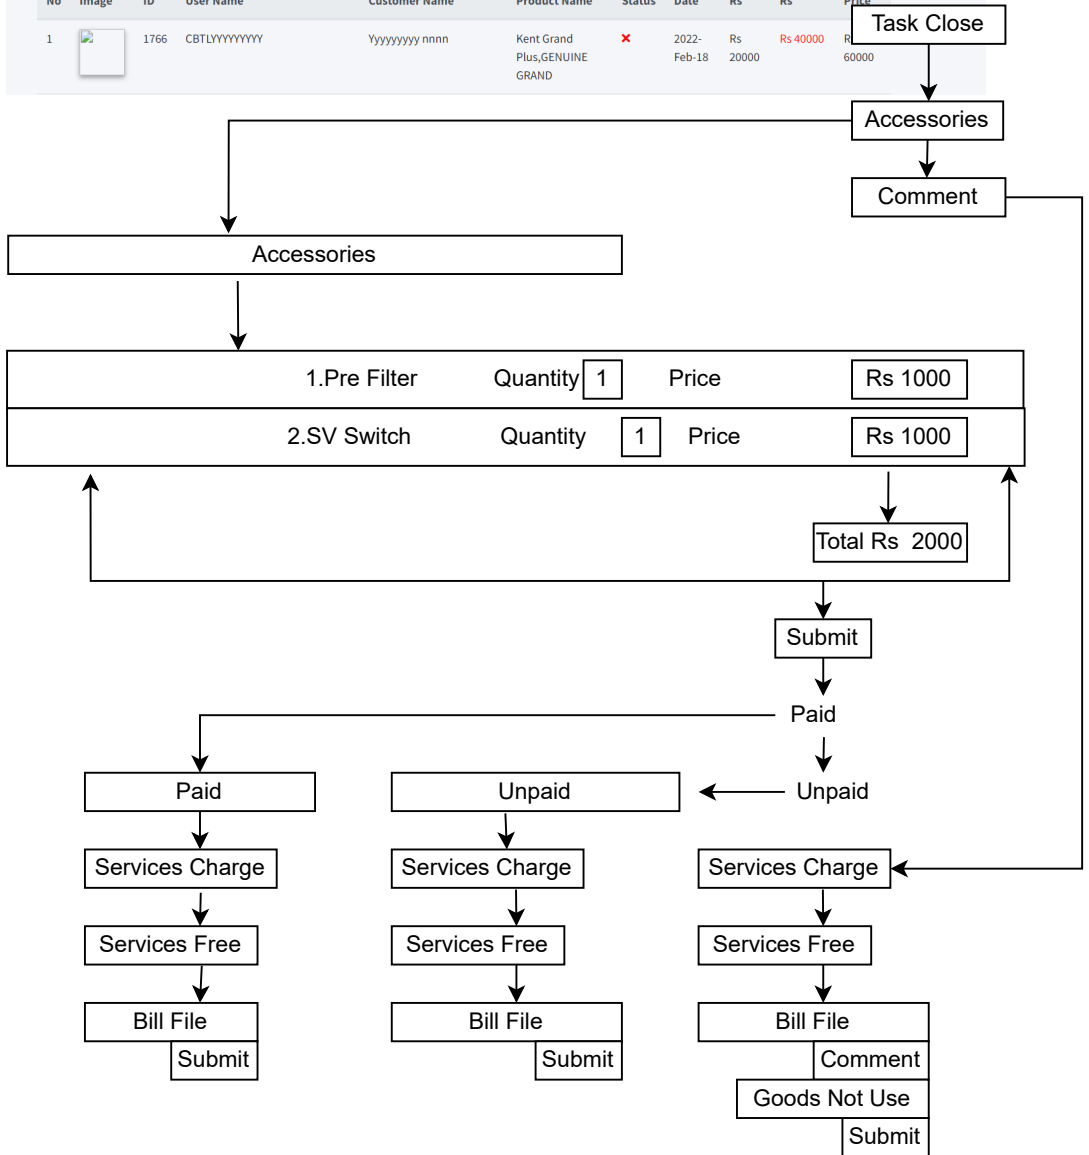 No Image ID User Name Customer Name Product Name Status Date Rs Rs Price
Task Close
1 1766 CBTLYYYYYYYYY Yyyyyyyyy nnnn Kent Grand 2022- Rs Rs 40000
Plus,GENUINE Feb-18 20000 60000
GRAND
Accessories
Comment
Accessories
1.Pre Filter Quantity 1 Price Rs 1000
2.SV Switch Quantity 1 Price Rs 1000
Total Rs 2000
Submit
Paid
Paid Unpaid Unpaid
Services Charge Services Charge Services Charge
Services Free Services Free Services Free
Bill File Bill File Bill File
Submit Submit Comment
Goods Not Use
Submit